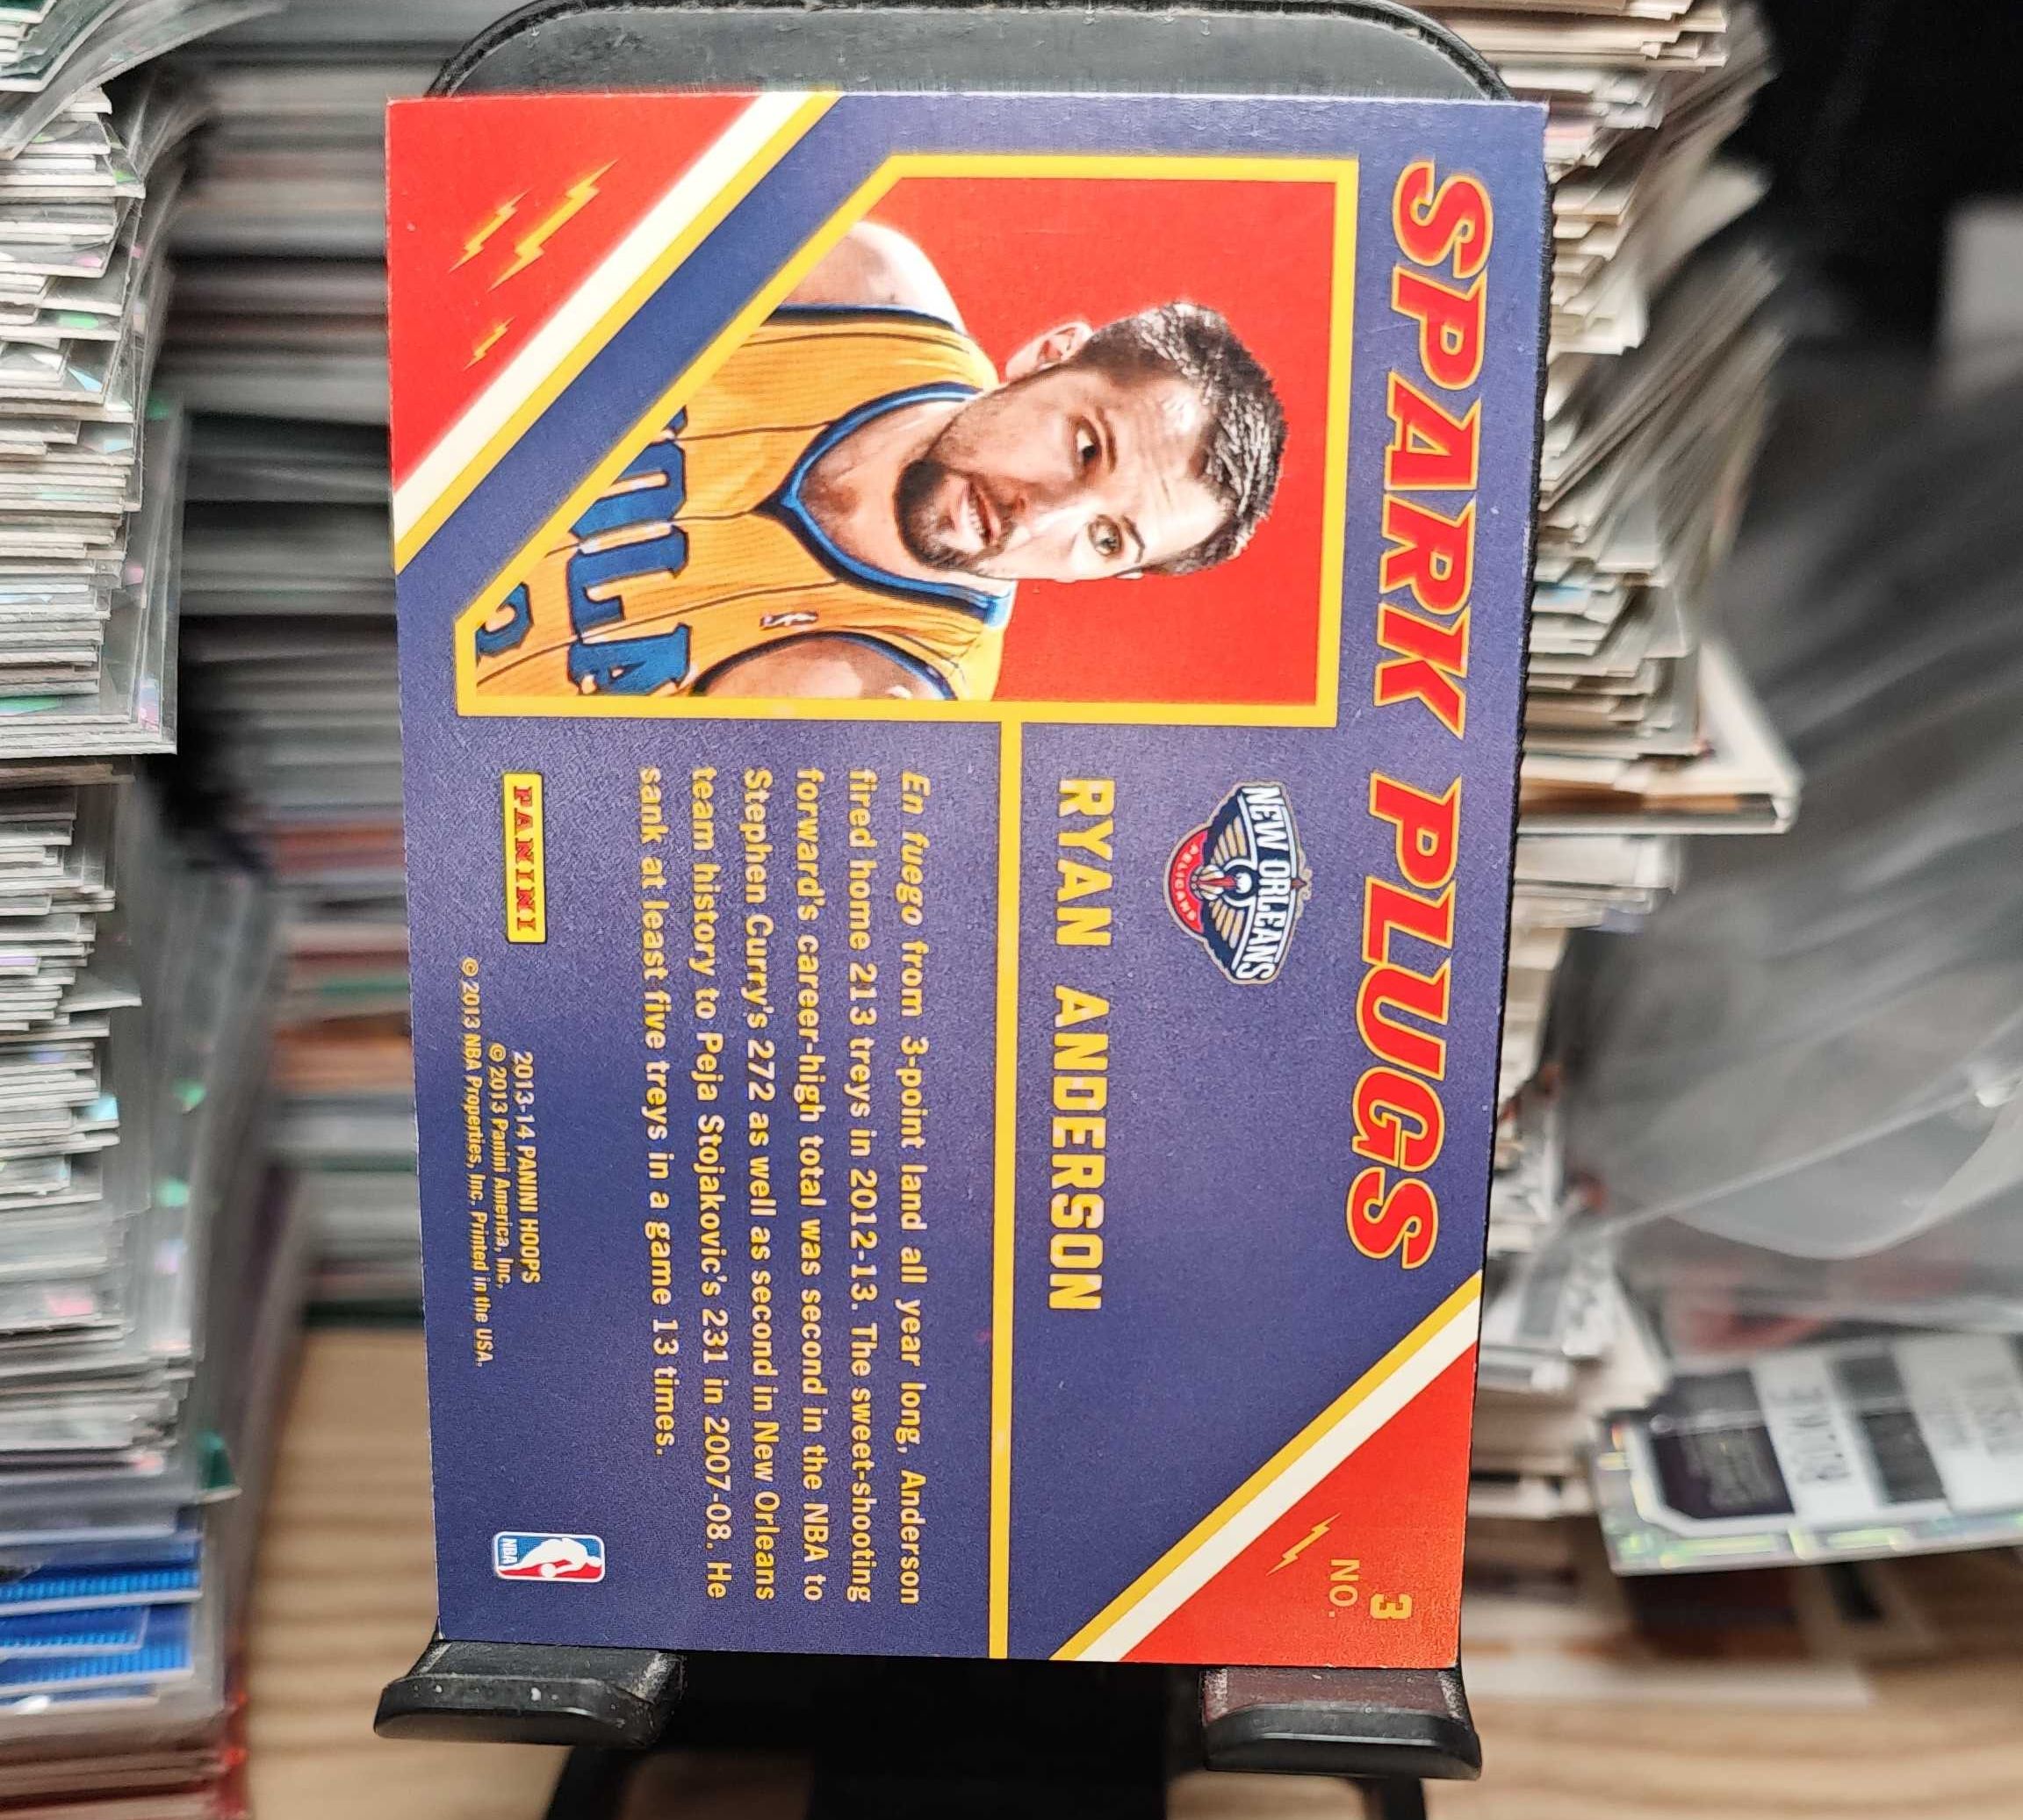 SPARK PLUGS
NO. 3
NEW ORLEANS
PELICANS
RYAN ANDERSON
NOLA
En fuego from 3-point land all year long, Anderson
fired home 213 treys in 2012-13. The sweet-shooting
forward's career-high total was second in the NBA to
Stephen Curry's 272 as well as second in New Orleans
team history to Peja Stojakovic's 231 in 2007-08. He
sank at least five treys in a game 13 times.
PANINI
2013-14 PANINI HOOPS
© 2013 Panini America, Inc.
© 2013 NBA Properties, Inc. Printed in the USA.
NBA
ROOKIE